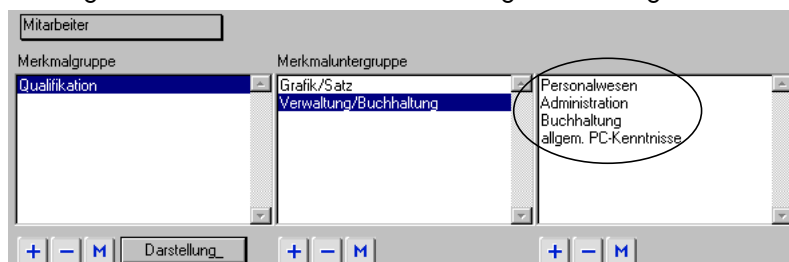 Mitarbeiter
Merkmalgruppe
Merkmaluntergruppe
Qualifikation
Grafik/Satz
Verwaltung/Buchhaltung
Personalwesen
Administration
Buchhaltung
allgem. PC-Kenntnisse
+ − M Darstellung_
+ − M
+ − M